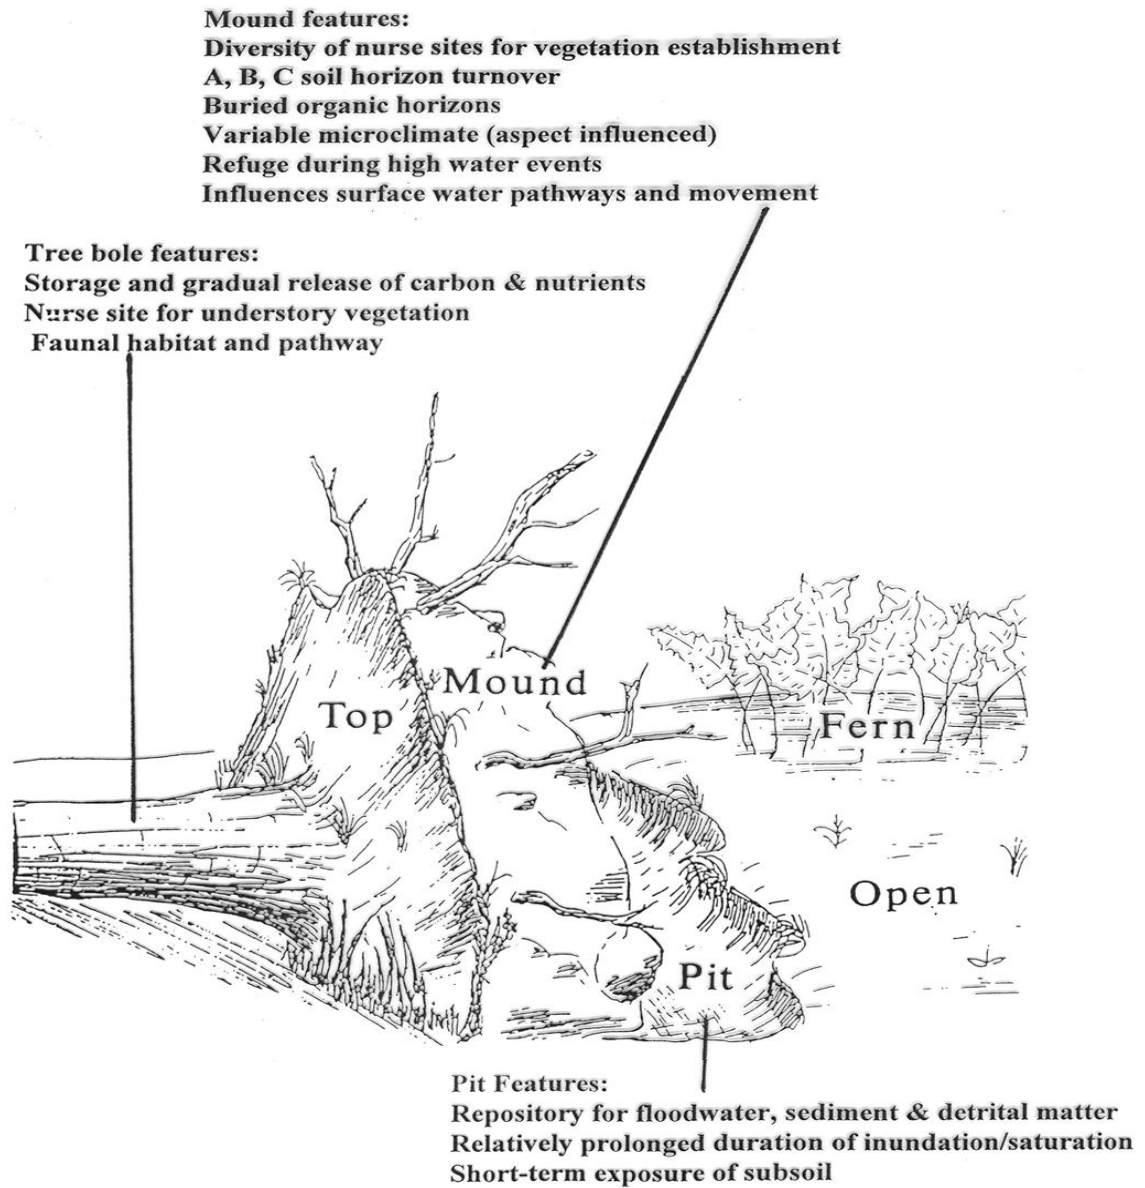 Mound features:
Diversity of nurse sites for vegetation establishment
A, B, C soil horizon turnover
Buried organic horizons
Variable microclimate (aspect influenced)
Refuge during high water events
Influences surface water pathways and movement
Tree bole features:
Storage and gradual release of carbon & nutrients
Nurse site for understory vegetation
Faunal habitat and pathway
Mound
Top
Fern
Open
Pit
Pit Features:
Repository for floodwater, sediment & detrital matter
Relatively prolonged duration of inundation/saturation
Short-term exposure of subsoil